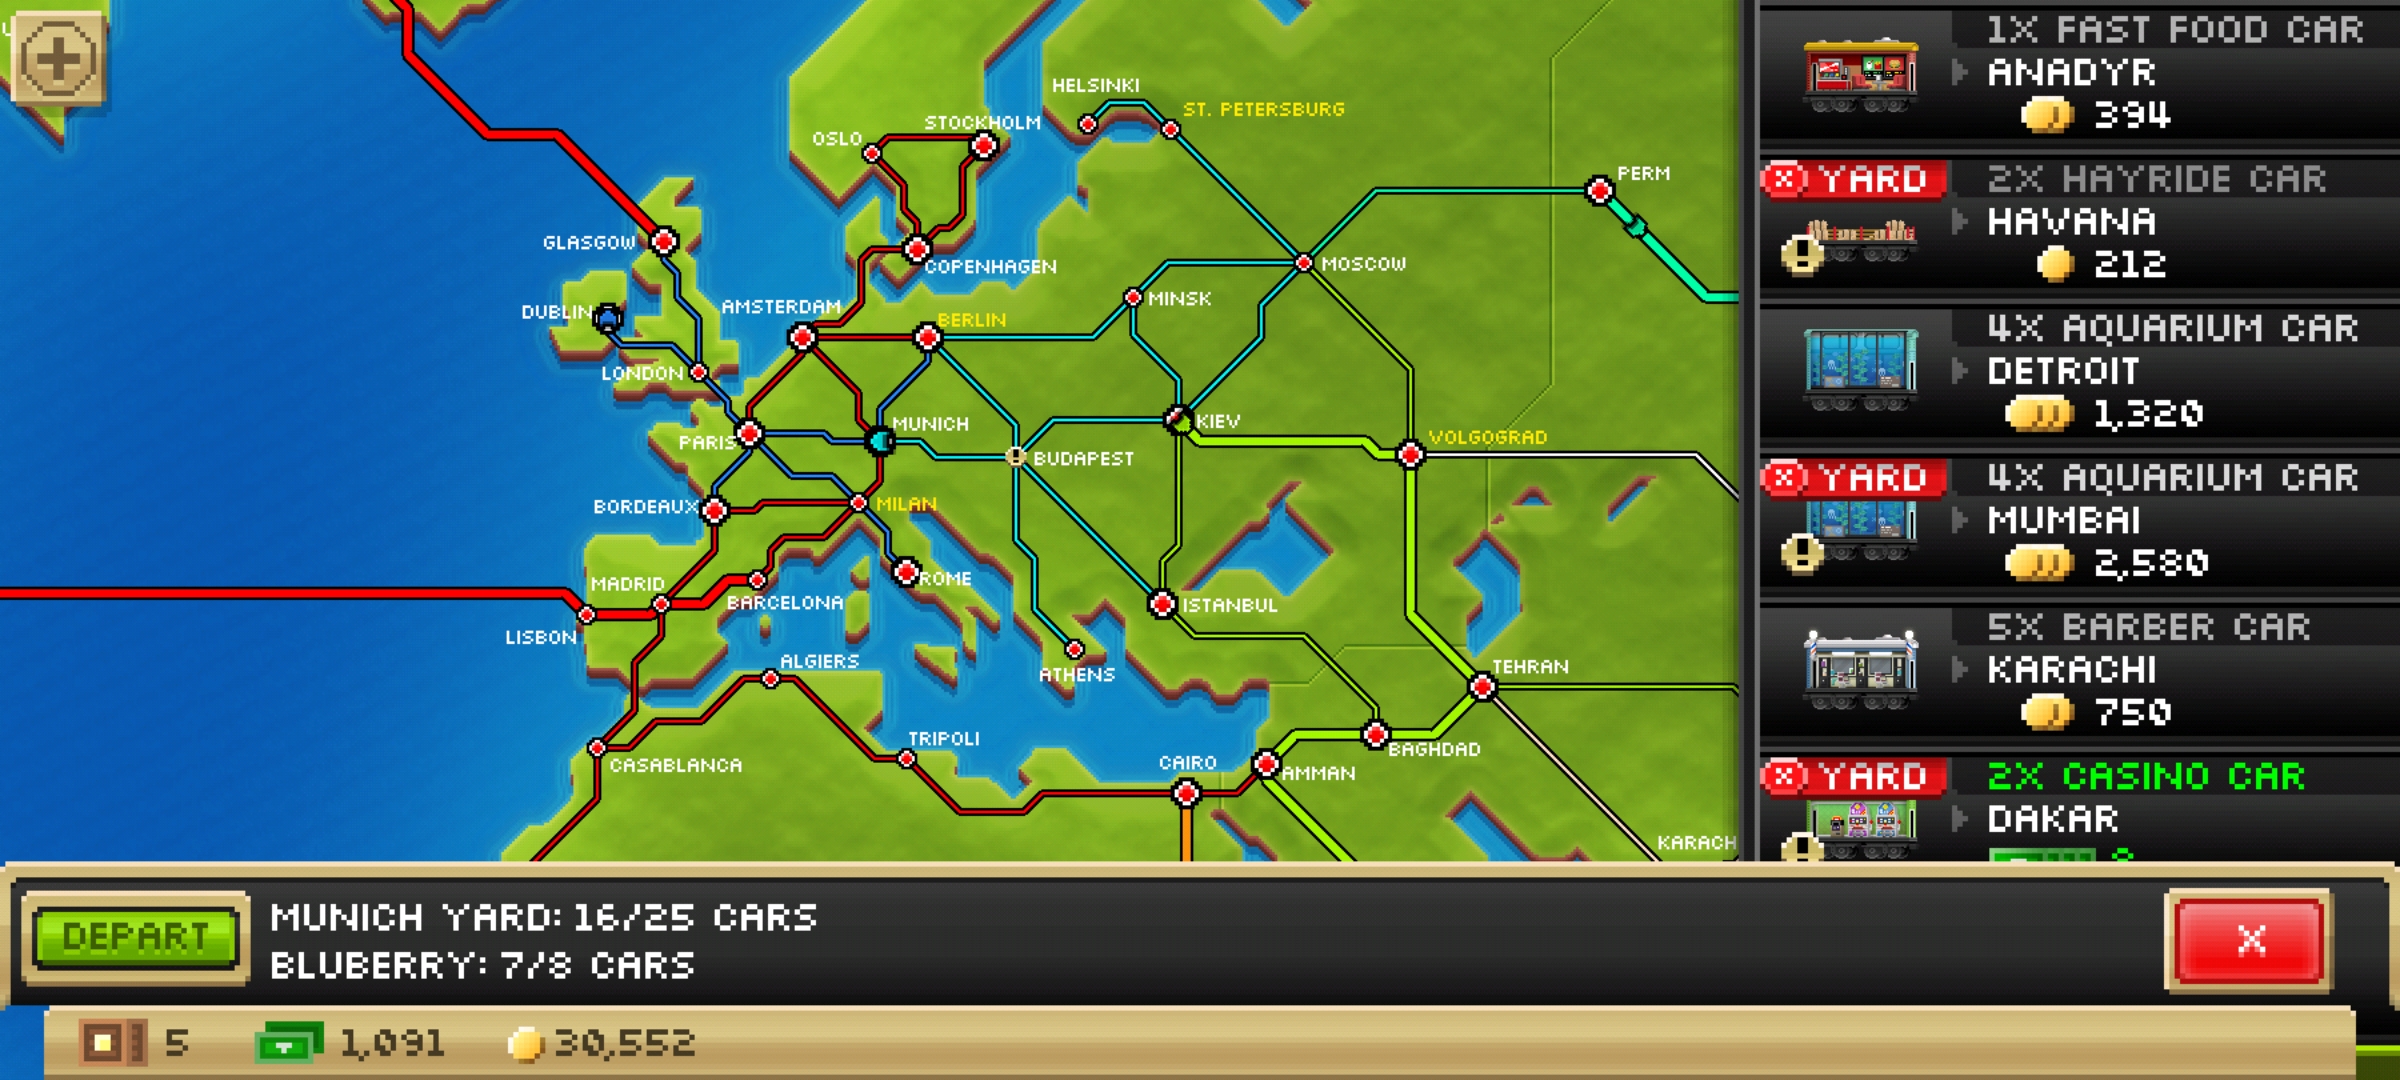 HELSINKI
ST. PETERSBURG
STOCKHOLM
OSLO
PERM
GLASGOW
COPENHAGEN
MOSCOW
MINSK
DUBLIN
AMSTERDAM
BERLIN
LONDON
MUNICH
KIEV
PARIS
BUDAPEST
VOLGOGRAD
BORDEAUX
MILAN
ROME
MADRID
BARCELONA
ISTANBUL
LISBON
ALGIERS
ATHENS
TEHRAN
TRIPOLI
CASABLANCA
CAIRO
BAGHDAD
AMMAN
KARACH
1X FAST FOOD CAR
ANADYR
394
YARD
2X HAYRIDE CAR
HAVANA
212
4X AQUARIUM CAR
DETROIT
1,320
YARD
4X AQUARIUM CAR
MUMBAI
2,580
5X BARBER CAR
KARACHI
750
YARD
2X CASINO CAR
DAKAR
DEPART
MUNICH YARD: 16/25 CARS
BLUBERRY: 7/8 CARS
X
5
1,091
30,552